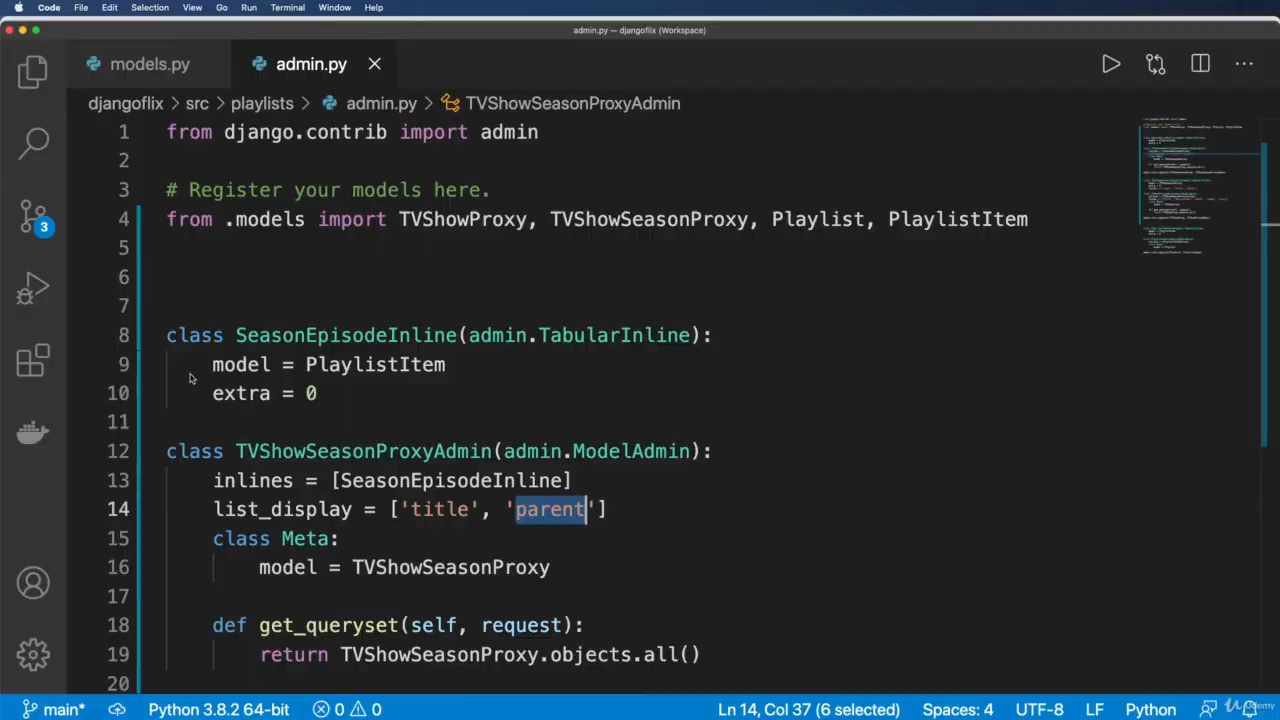 Code File Edit Selection View Go Run Terminal Window Help
admin.py — djangoflix (Workspace)
models.py admin.py
djangoflix > src > playlists > admin.py > TVShowSeasonProxyAdmin
1 from django.contrib import admin
2
3 # Register your models here.
4 from .models import TVShowProxy, TVShowSeasonProxy, Playlist, PlaylistItem
5
6
7
8 class SeasonEpisodeInline(admin.TabularInline):
9 model = PlaylistItem
10 extra = 0
11
12 class TVShowSeasonProxyAdmin(admin.ModelAdmin):
13 inlines = [SeasonEpisodeInline]
14 list_display = ['title', 'parent']
15 class Meta:
16 model = TVShowSeasonProxy
17
18 def get_queryset(self, request):
19 return TVShowSeasonProxy.objects.all()
20
3
main* Python 3.8.2 64-bit 0 0 Ln 14, Col 37 (6 selected) Spaces: 4 UTF-8 LF Python
Udemy